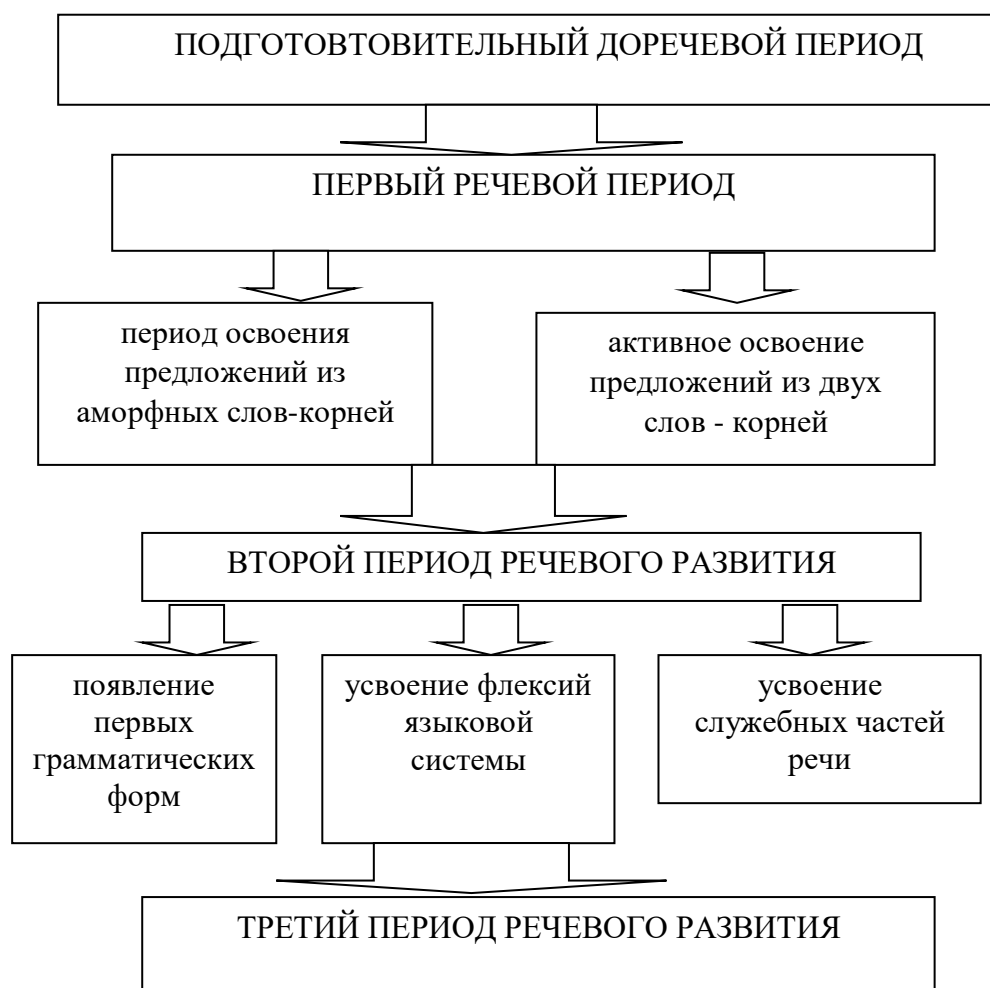 ПОДГОТОВТОВИТЕЛЬНЫЙ ДОРЕЧЕВОЙ ПЕРИОД
ПЕРВЫЙ РЕЧЕВОЙ ПЕРИОД
период освоения
предложений из
аморфных слов-корней
активное освоение
предложений из двух
слов - корней
ВТОРОЙ ПЕРИОД РЕЧЕВОГО РАЗВИТИЯ
появление
первых
грамматических
форм
усвоение флексий
языковой
системы
усвоение
служебных частей
речи
ТРЕТИЙ ПЕРИОД РЕЧЕВОГО РАЗВИТИЯ